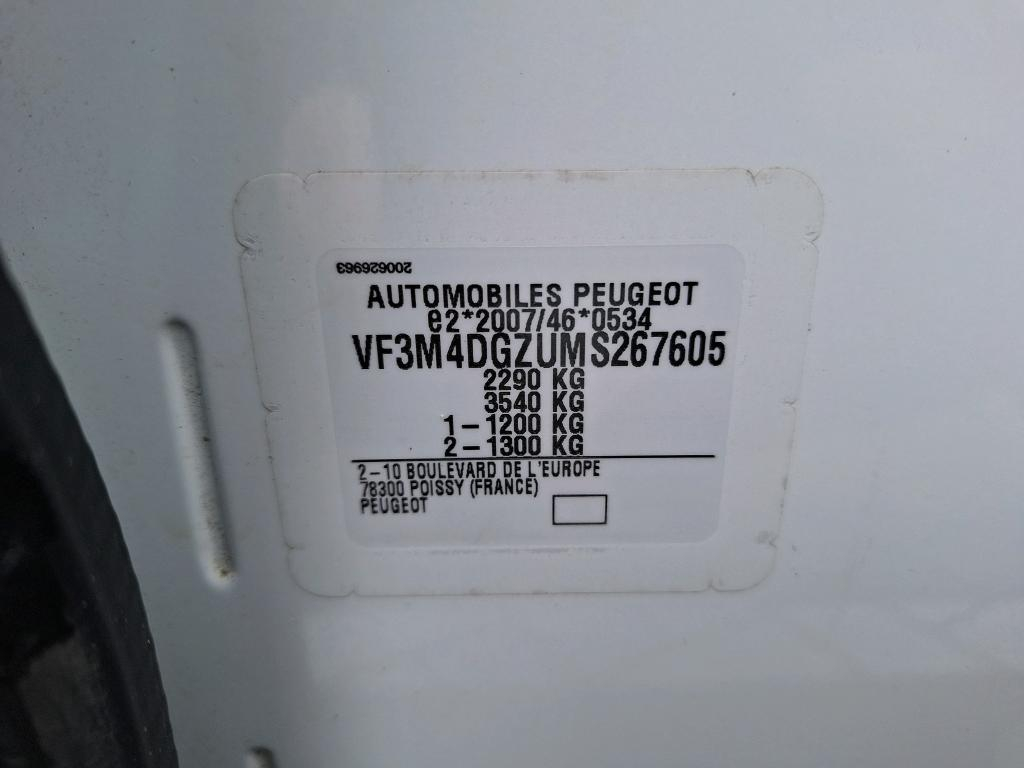 200626963
AUTOMOBILES PEUGEOT
e2*2007/46*0534
VF3M4DGZUMS267605
2290 KG
3540 KG
1-1200 KG
2-1300 KG
2-10 BOULEVARD DE L'EUROPE
78300 POISSY (FRANCE)
PEUGEOT